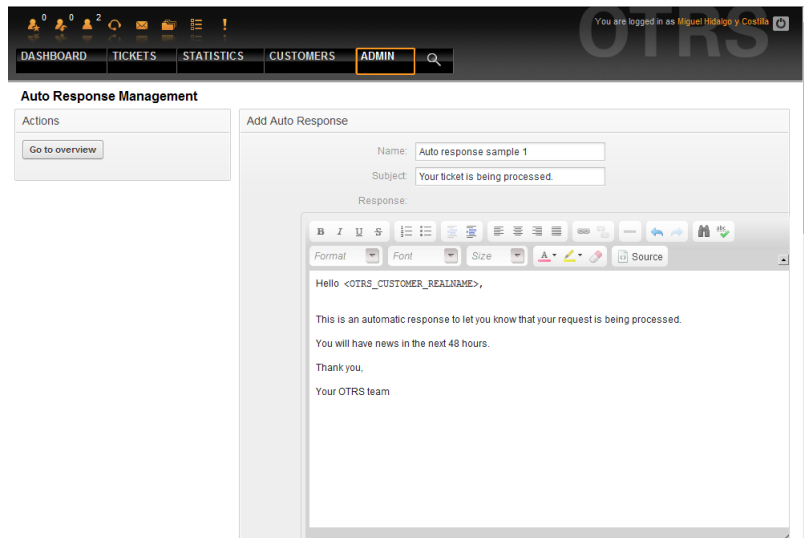 0 0 2
You are logged in as Miguel Hidalgo y Costilla
OTRS
DASHBOARD TICKETS STATISTICS CUSTOMERS ADMIN
Auto Response Management
Actions
Add Auto Response
Go to overview
Name: Auto response sample 1
Subject: Your ticket is being processed.
Response:
B I U S abc
Format Font Size A Source
Hello <OTRS_CUSTOMER_REALNAME>,
This is an automatic response to let you know that your request is being processed.
You will have news in the next 48 hours.
Thank you,
Your OTRS team